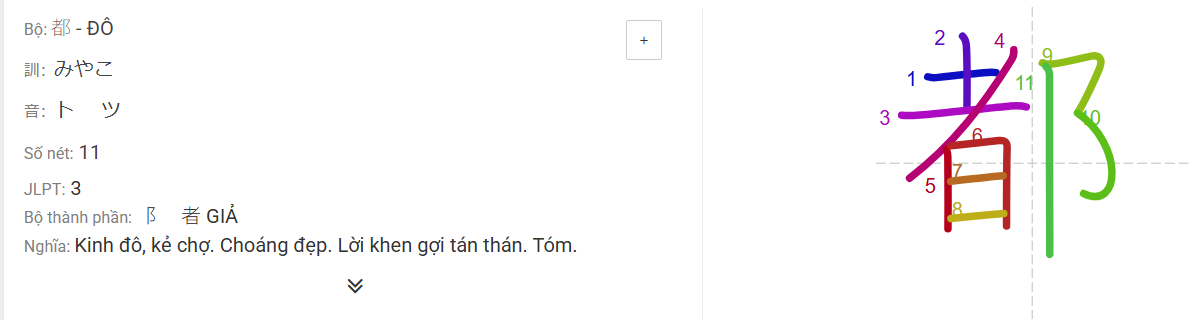 Bộ: 都 - ĐÔ
+
訓: みやこ
音: ト ツ
Số nét: 11
JLPT: 3
Bộ thành phần: 阝 者 GIẢ
Nghĩa: Kinh đô, kẻ chợ. Choáng đẹp. Lời khen gợi tán thán. Tóm.
都
1
2
3
4
5
6
7
8
9
10
11